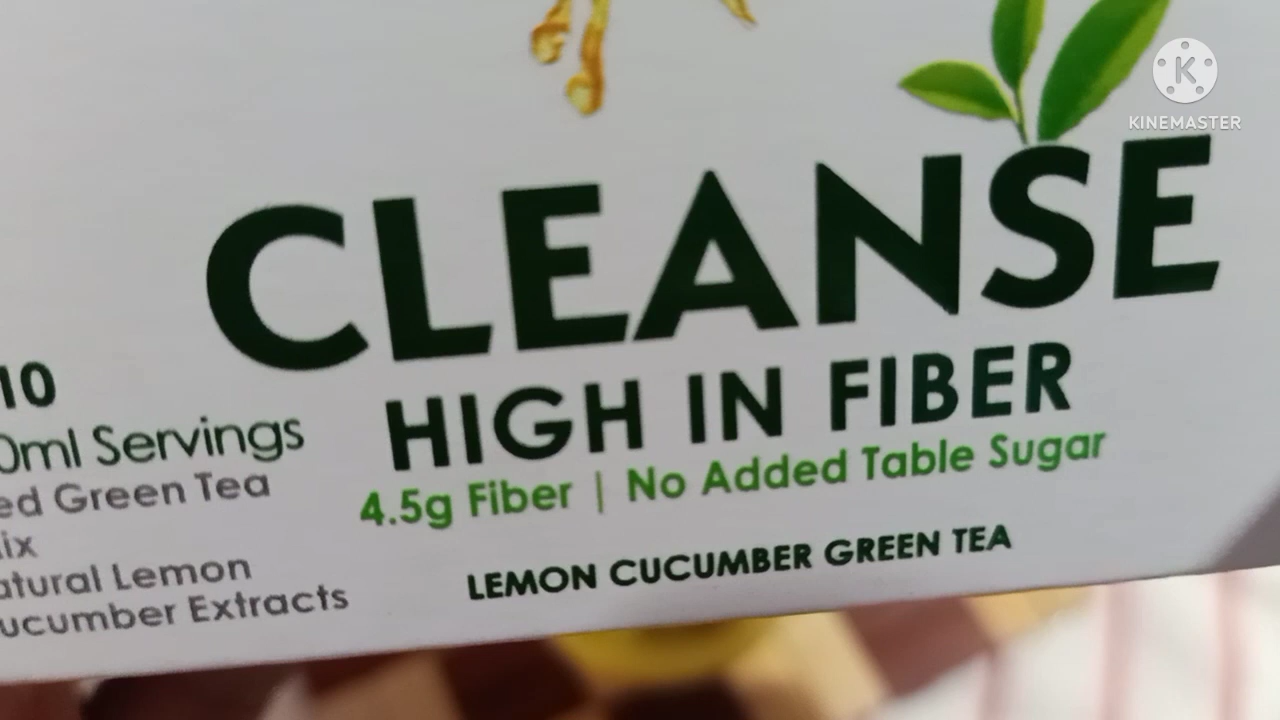 KINEMASTER
CLEANSE
HIGH IN FIBER
4.5g Fiber | No Added Table Sugar
LEMON CUCUMBER GREEN TEA
10
0ml Servings
ed Green Tea
ix
atural Lemon
ucumber Extracts